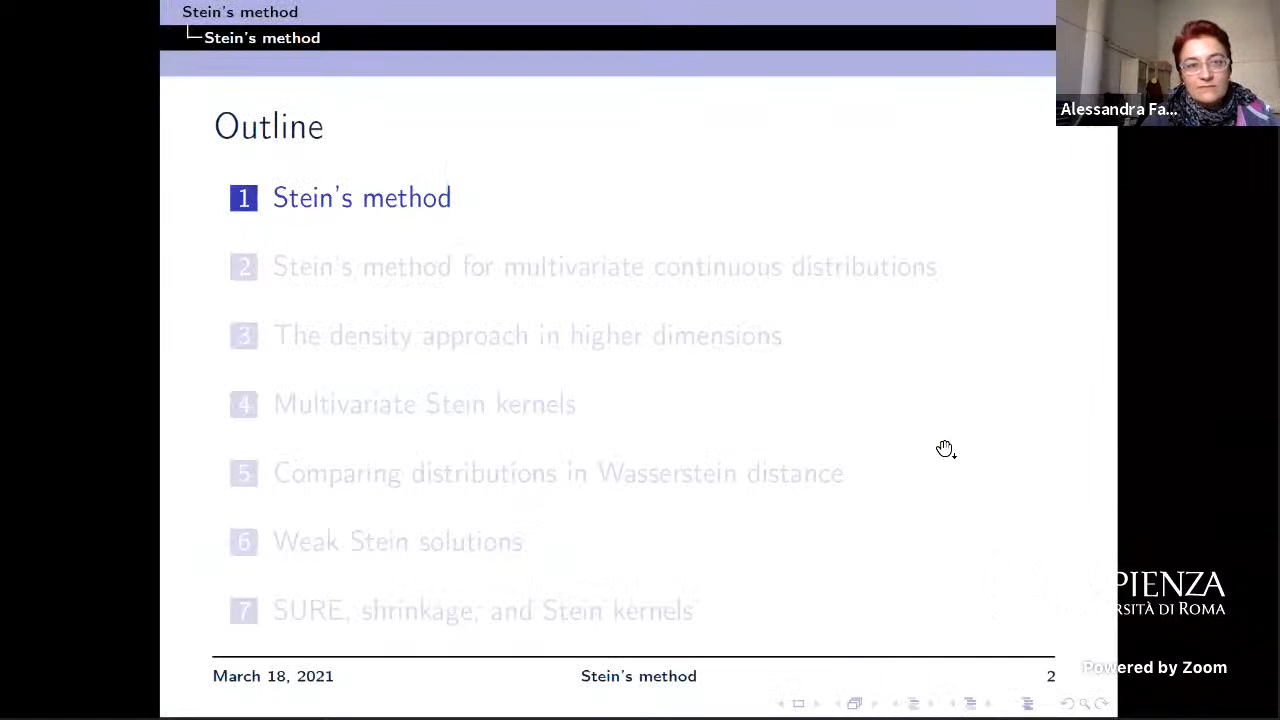 Stein's method
Stein's method
Alessandra Fa...
Outline
1 Stein's method
2 Stein's method for multivariate continuous distributions
3 The density approach in higher dimensions
4 Multivariate Stein kernels
5 Comparing distributions in Wasserstein distance
6 Weak Stein solutions
7 SURE, shrinkage, and Stein kernels
PIENZA
RSITÀ DI ROMA
March 18, 2021 Stein's method 2
Powered by Zoom